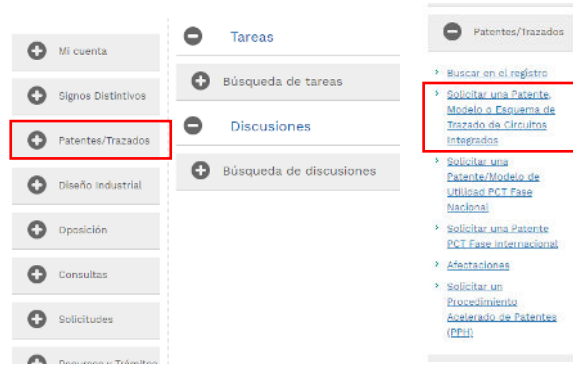 Mi cuenta
Signos Distintivos
Patentes/Trazados
Diseño Industrial
Oposición
Consultas
Solicitudes
Recursos y Trámites
Tareas
Búsqueda de tareas
Discusiones
Búsqueda de discusiones
Patentes/Trazados
Buscar en el registro
Solicitar una Patente,
Modelo o Esquema de
Trazado de Circuitos
Integrados
Solicitar una
Patente/Modelo de
Utilidad PCT Fase
Nacional
Solicitar una Patente
PCT Fase Internacional
Afectaciones
Solicitar un
Procedimiento
Acelerado de Patentes
(PPH)